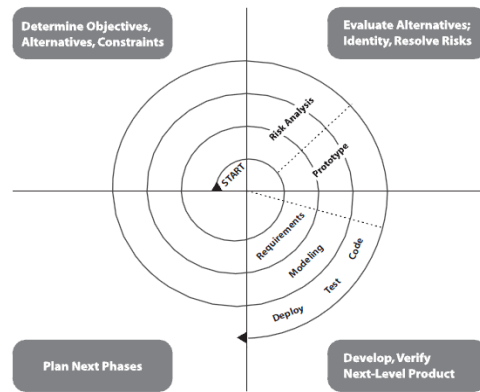 Determine Objectives,
Alternatives, Constraints
Evaluate Alternatives;
Identity, Resolve Risks
Risk Analysis
Prototype
START
Requirements
Modeling
Code
Test
Deploy
Plan Next Phases
Develop, Verify
Next-Level Product